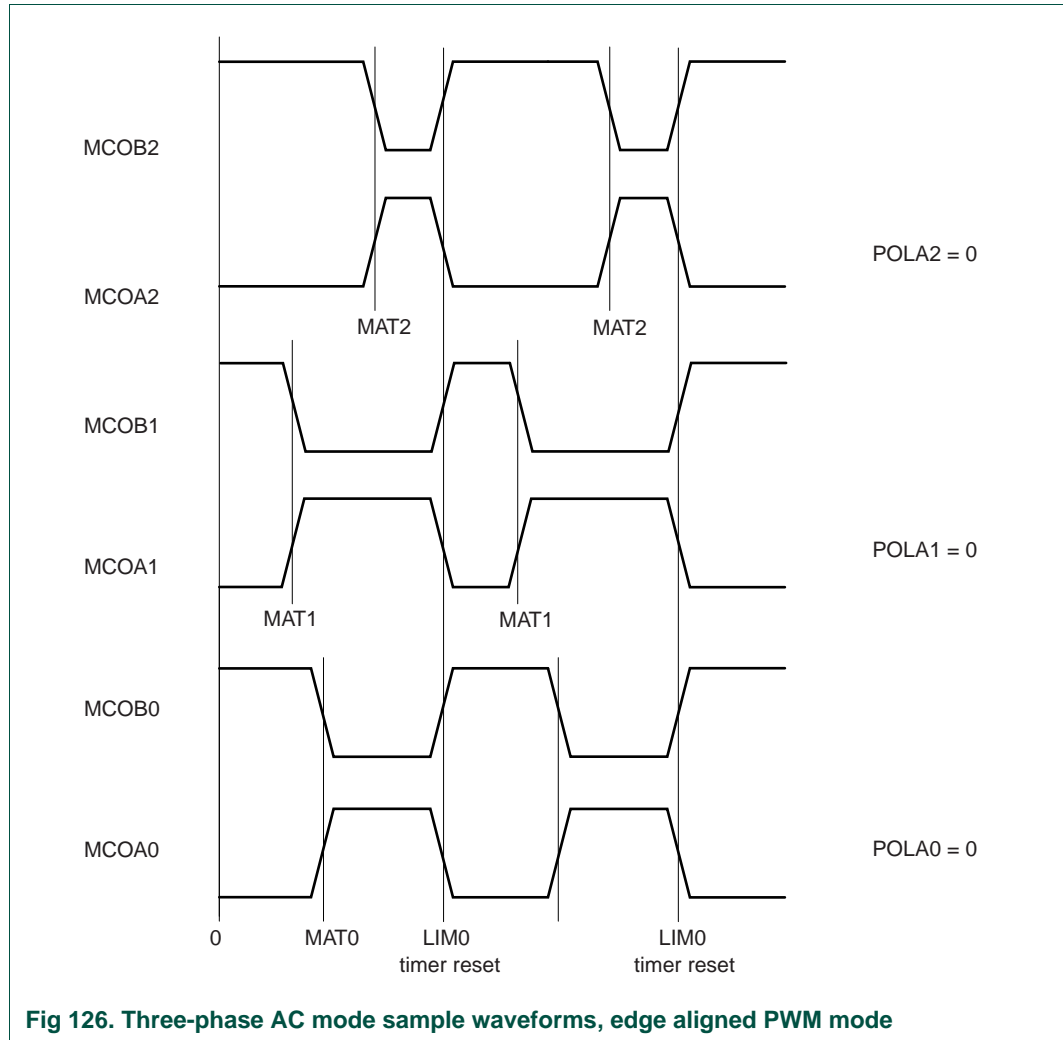 MCOB2
POLA2 = 0
MCOA2
MAT2 MAT2
MCOB1
MCOA1
POLA1 = 0
MAT1 MAT1
MCOB0
MCOA0
POLA0 = 0
0 MAT0 LIM0 LIM0
timer reset timer reset
Fig 126. Three-phase AC mode sample waveforms, edge aligned PWM mode